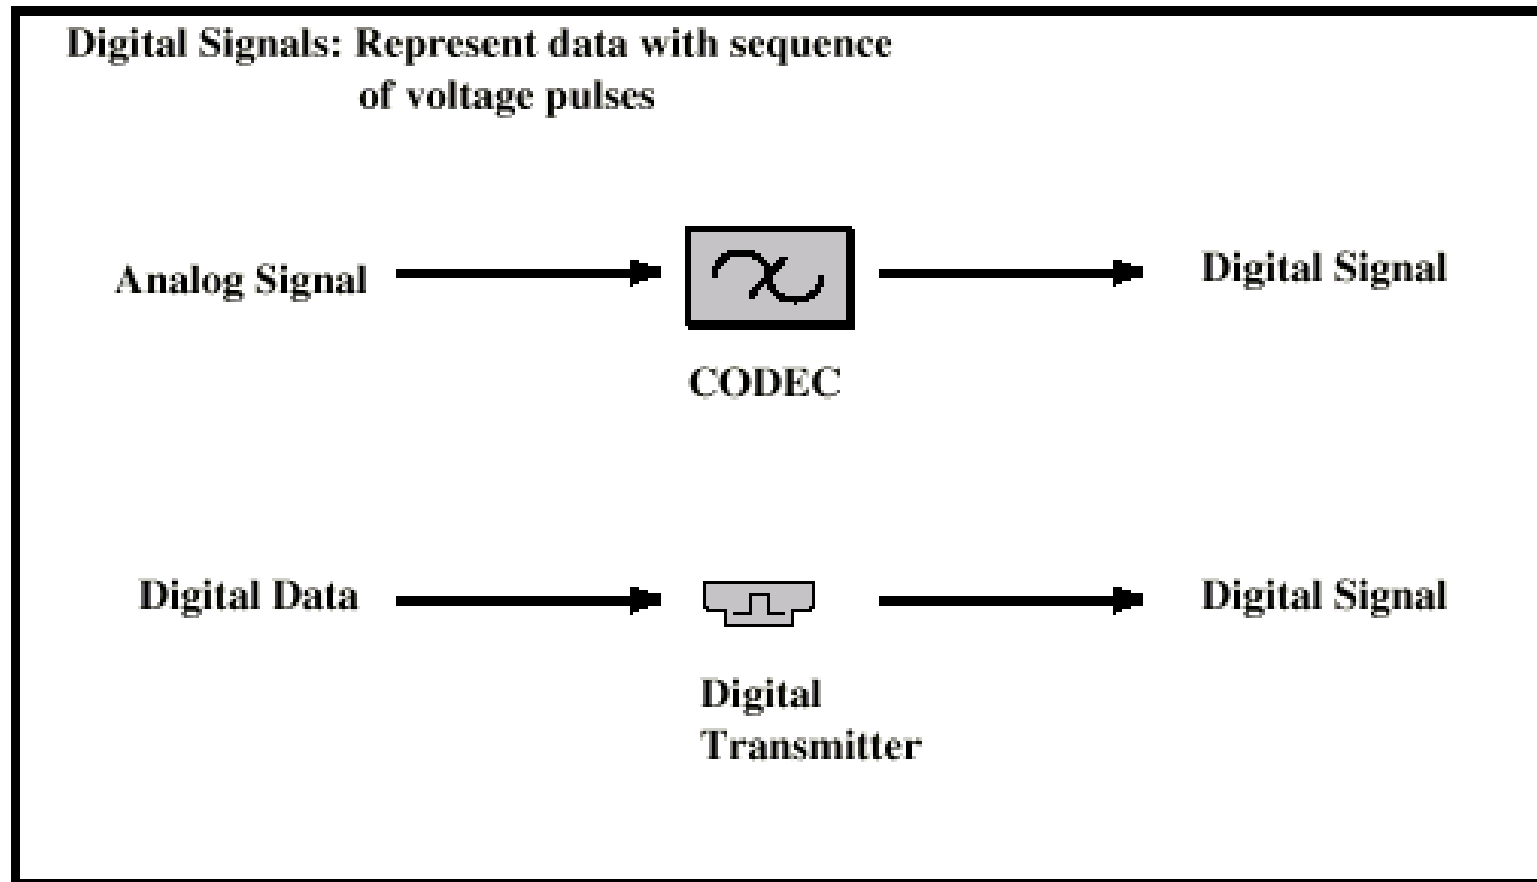 Digital Signals: Represent data with sequence
of voltage pulses
Analog Signal
Digital Signal
CODEC
Digital Data
Digital Signal
Digital
Transmitter